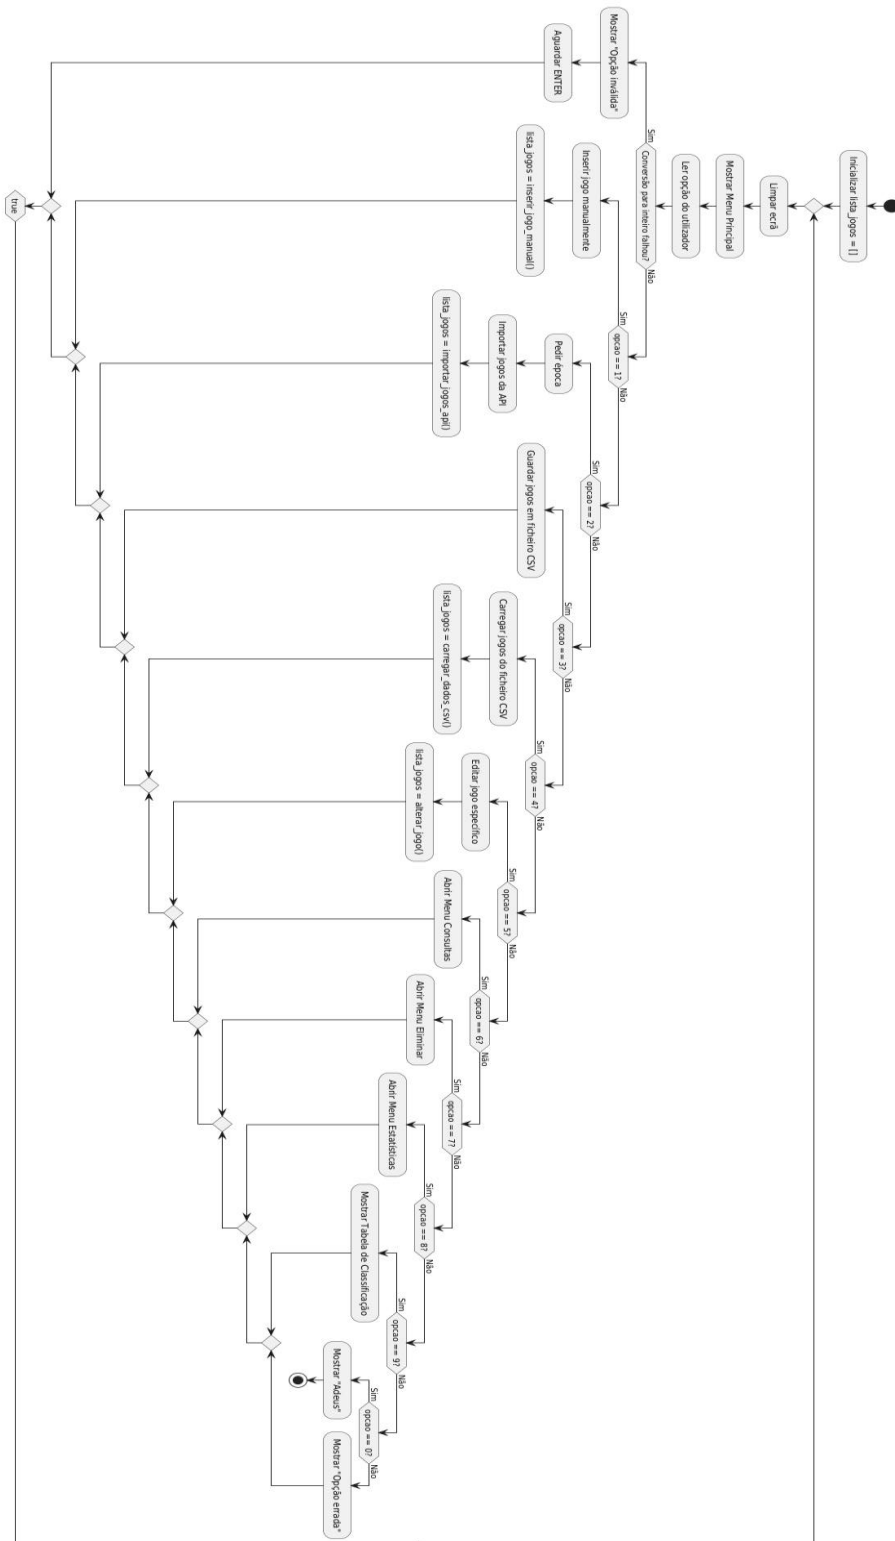 Inicializar lista_jogos = []
Limpar ecrã
Mostrar Menu Principal
Ler opção do utilizador
Conversão para inteiro falhou?
Sim
Não
Mostrar "Opção inválida"
Aguardar ENTER
opcao == 1?
Sim
Não
Inserir jogo manualmente
lista_jogos = inserir_jogo_manual()
opcao == 2?
Sim
Não
Pedir época
Importar jogos da API
lista_jogos = importar_jogos_api()
opcao == 3?
Sim
Não
Guardar jogos em ficheiro CSV
opcao == 4?
Sim
Não
Carregar jogos do ficheiro CSV
lista_jogos = carregar_dados_csv()
opcao == 5?
Sim
Não
Editar jogo específico
lista_jogos = alterar_jogo()
opcao == 6?
Sim
Não
Abrir Menu Consultas
opcao == 7?
Sim
Não
Abrir Menu Eliminar
opcao == 8?
Sim
Não
Abrir Menu Estatísticas
opcao == 9?
Sim
Não
Mostrar Tabela de Classificação
opcao == 0?
Sim
Não
Mostrar "Adeus"
Mostrar "Opção errada"
true